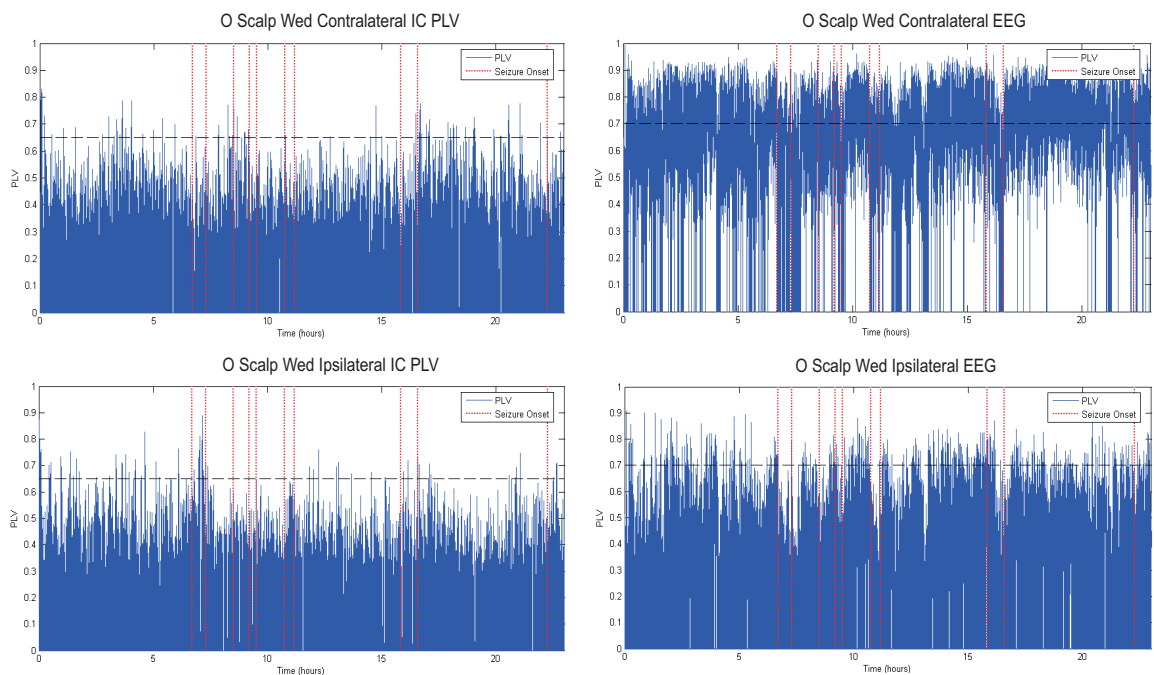 O Scalp Wed Contralateral IC PLV
1
0.9
0.8
0.7
0.6
0.5
0.4
0.3
0.2
0.1
0
PLV
PLV
Seizure Onset
0 5 10 15 20
Time (hours)
O Scalp Wed Contralateral EEG
1
0.9
0.8
0.7
0.6
0.5
0.4
0.3
0.2
0.1
0
PLV
PLV
Seizure Onset
0 5 10 15 20
Time (hours)
O Scalp Wed Ipsilateral IC PLV
1
0.9
0.8
0.7
0.6
0.5
0.4
0.3
0.2
0.1
0
PLV
PLV
Seizure Onset
0 5 10 15 20
Time (hours)
O Scalp Wed Ipsilateral EEG
1
0.9
0.8
0.7
0.6
0.5
0.4
0.3
0.2
0.1
0
PLV
PLV
Seizure Onset
0 5 10 15 20
Time (hours)